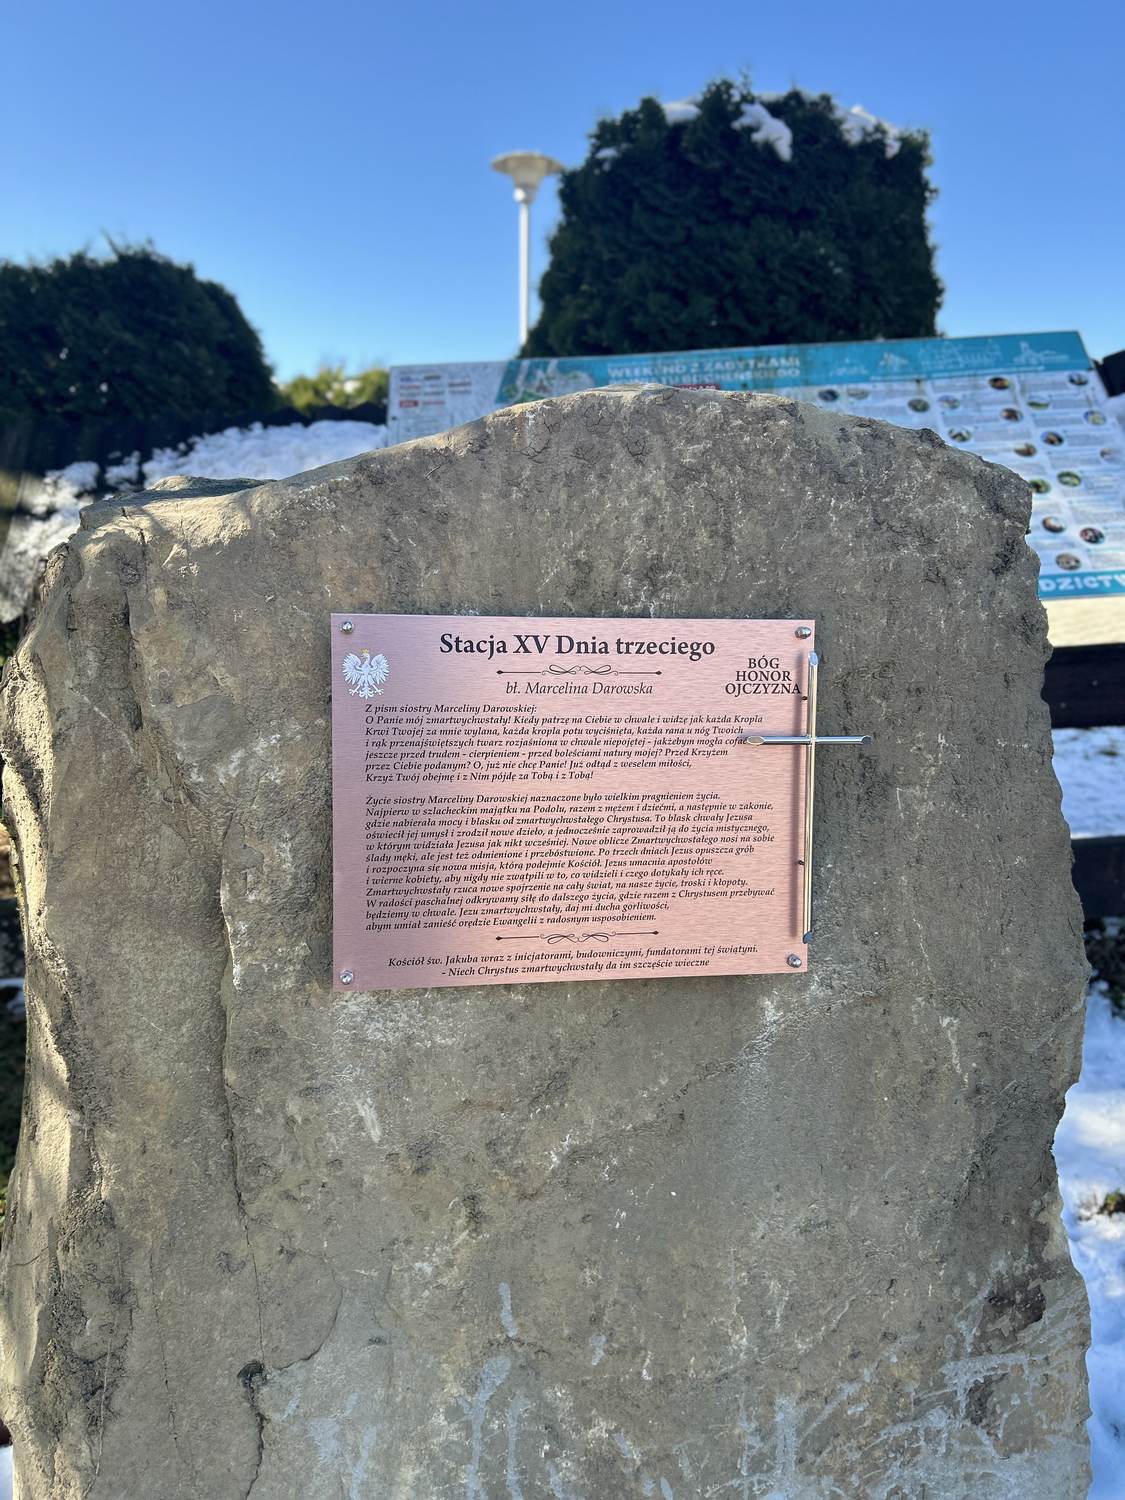 WEEKEND Z ZABYTKAMI
Stacja XV Dnia trzeciego
bł. Marcelina Darowska
BÓG
HONOR
OJCZYZNA
Z pism siostry Marceliny Darowskiej:
O Panie mój zmartwychwstały! Kiedy patrzę na Ciebie w chwale i widzę jak każda Kropla
Krwi Twojej za mnie wylana, każda kropla potu wyciśnięta, każda rana u nóg Twoich
i rąk przenajświętszych twarz rozjaśniona w chwale niepojętej - jakżebym mogła cofać
jeszcze przed trudem - cierpieniem - przed boleściami natury mojej? Przed Krzyżem
przez Ciebie podanym? O, już nie chcę Panie! Już odtąd z weselem miłości,
Krzyż Twój obejmę i z Nim pójdę za Tobą i z Tobą!
Życie siostry Marceliny Darowskiej naznaczone było wielkim pragnieniem życia.
Najpierw w szlacheckim majątku na Podolu, razem z mężem i dziećmi, a następnie w zakonie,
gdzie nabierała mocy i blasku od zmartwychwstałego Chrystusa. To blask chwały Jezusa
oświecił jej umysł i zrodził nowe dzieło, a jednocześnie zaprowadził ją do życia mistycznego,
w którym widziała Jezusa jak nikt wcześniej. Nowe oblicze Zmartwychwstałego nosi na sobie
ślady męki, ale jest też odmienione i przebóstwione. Po trzech dniach Jezus opuszcza grób
i rozpoczyna się nowa misja, którą podejmie Kościół. Jezus umacnia apostołów
i wierne kobiety, aby nigdy nie zwątpili w to, co widzieli i czego dotykały ich ręce.
Zmartwychwstały rzuca nowe spojrzenie na cały świat, na nasze życie, troski i kłopoty.
W radości paschalnej odkrywamy siłę do dalszego życia, gdzie razem z Chrystusem przebywać
będziemy w chwale. Jezu zmartwychwstały, daj mi ducha gorliwości,
abym umiał zanieść orędzie Ewangelii z radosnym usposobieniem.
Kościół św. Jakuba wraz z inicjatorami, budowniczymi, fundatorami tej świątyni.
- Niech Chrystus zmartwychwstały da im szczęście wieczne